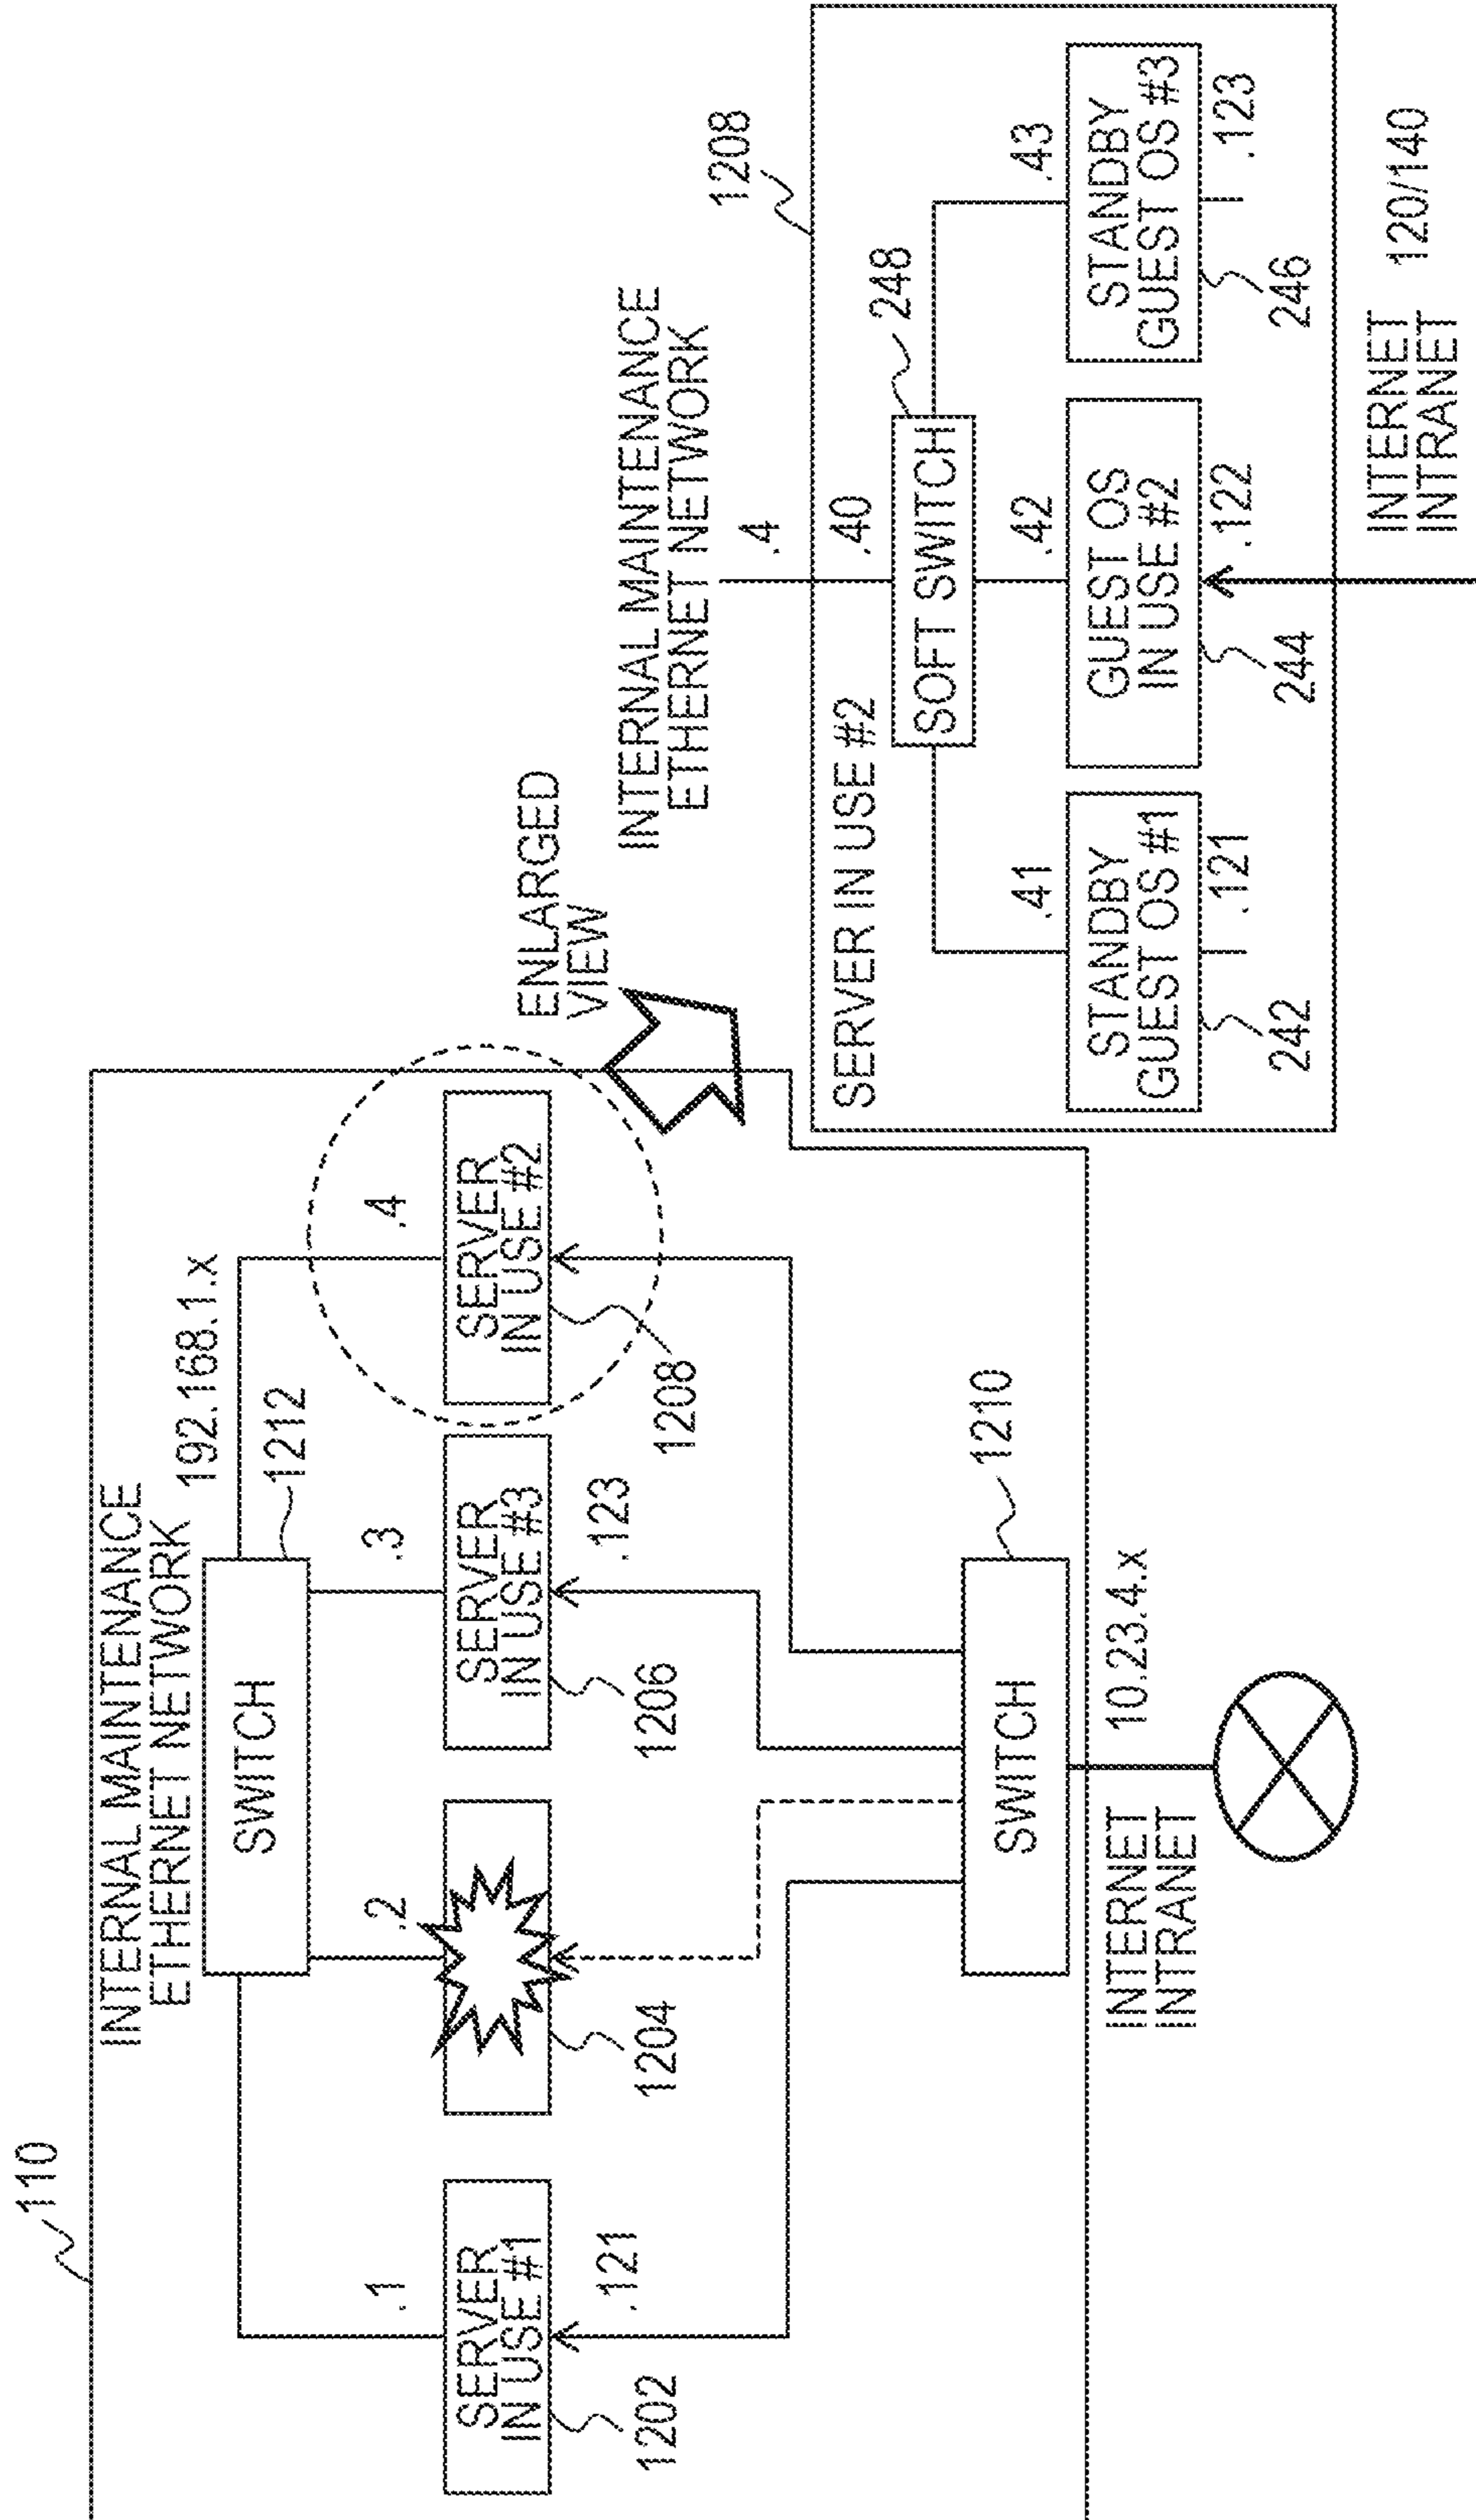 110
INTERNAL MAINTENANCE
ETHERNET NETWORK
192.168.1.x
SWITCH
1212
.1
.2
.3
.4
SERVER
IN USE #1
SERVER
IN USE #3
SERVER
IN USE #2
1202
.121
1204
1206
.123
1208
ENLARGED
VIEW
SWITCH
1210
INTERNET
INTRANET
10.23.4.x
INTERNAL MAINTENANCE
ETHERNET NETWORK
.4
1208
SERVER IN USE #2
.40
SOFT SWITCH
248
.41
.42
.43
STANDBY
GUEST OS #1
GUEST OS
IN USE #2
STANDBY
GUEST OS #3
242
.121
244
.122
246
.123
INTERNET
INTRANET
120/140